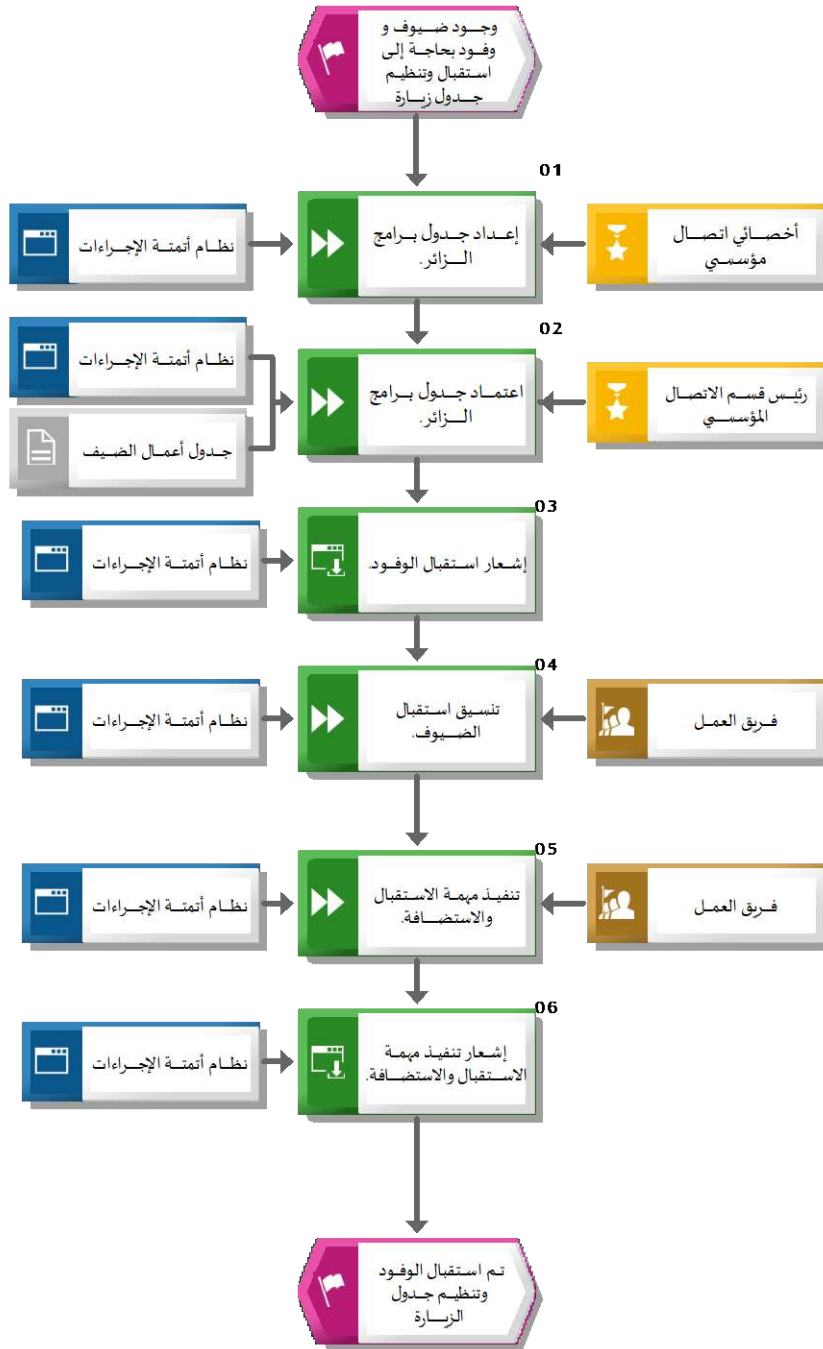 وجود ضيوف و
وفود بحاجة إلى
استقبال وتنظيم
جدول زيارة
01
أخصائي اتصال
مؤسسي
إعداد جدول برامج
الزائر.
نظام أتمتة الإجراءات
02
رئيس قسم الاتصال
المؤسسي
اعتماد جدول برامج
الزائر.
نظام أتمتة الإجراءات
جدول أعمال الضيف
03
إشعار استقبال الوفود.
نظام أتمتة الإجراءات
04
فريق العمل
تنسيق استقبال
الضيوف.
نظام أتمتة الإجراءات
05
فريق العمل
تنفيذ مهمة الاستقبال
والاستضافة.
نظام أتمتة الإجراءات
06
إشعار تنفيذ مهمة
الاستقبال والاستضافة.
نظام أتمتة الإجراءات
تم استقبال الوفود
وتنظيم جدول
الزيارة